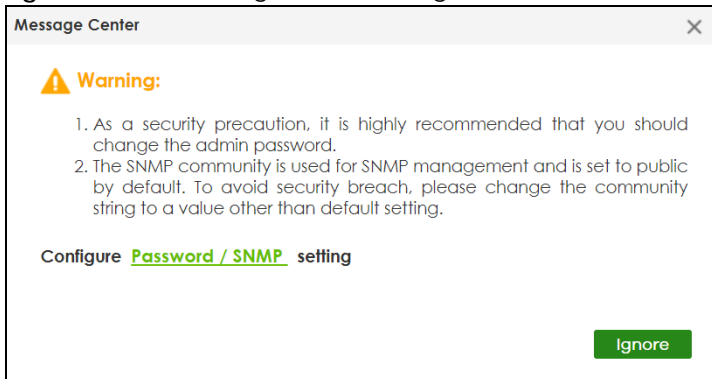 Message Center
Warning:
1. As a security precaution, it is highly recommended that you should
change the admin password.
2. The SNMP community is used for SNMP management and is set to public
by default. To avoid security breach, please change the community
string to a value other than default setting.
Configure Password / SNMP setting
Ignore